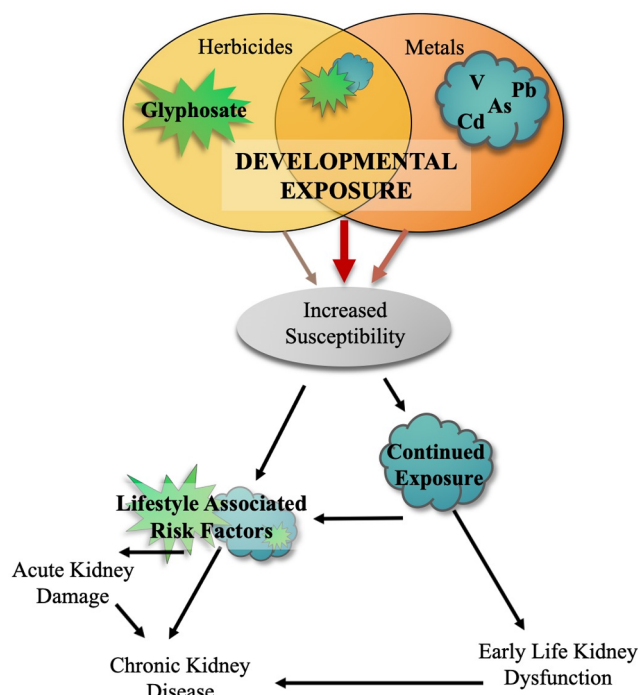 Herbicides
Metals
Glyphosate
V
Pb
As
Cd
DEVELOPMENTAL
EXPOSURE
Increased
Susceptibility
Continued
Exposure
Lifestyle Associated
Risk Factors
Acute Kidney
Damage
Early Life Kidney
Dysfunction
Chronic Kidney
Disease